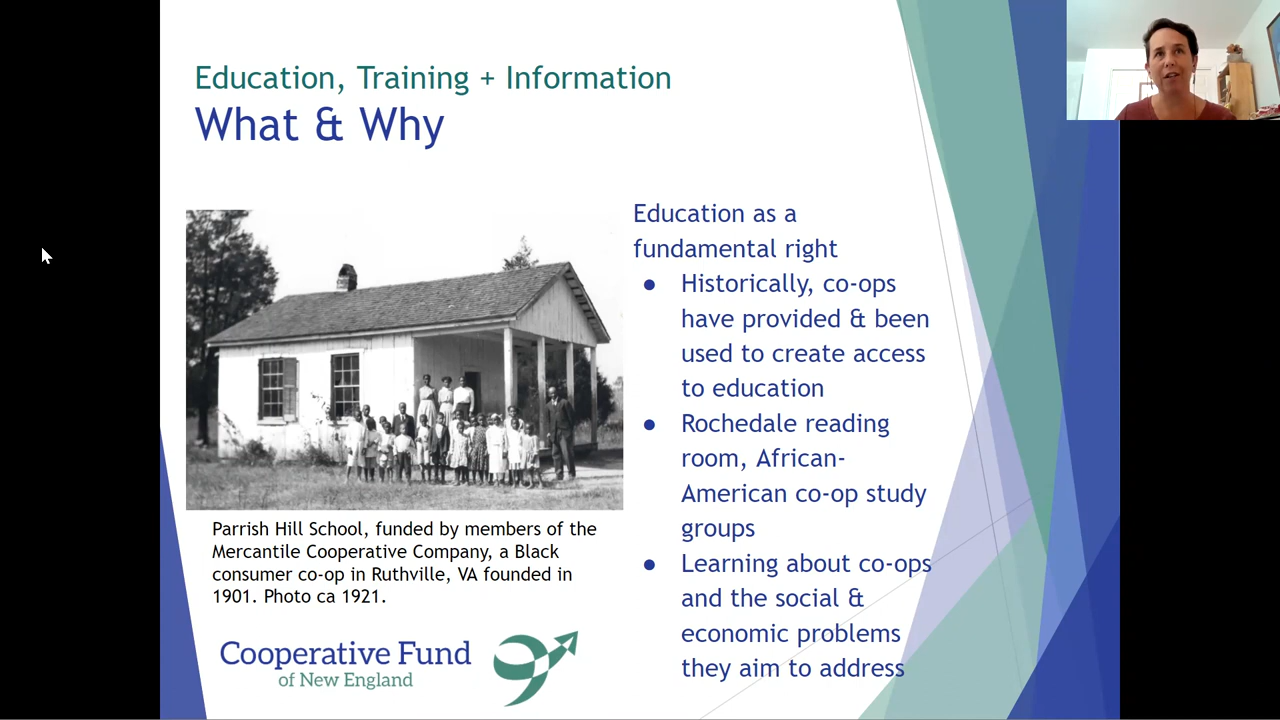 Education, Training + Information
What & Why
Education as a
fundamental right
● Historically, co-ops
have provided & been
used to create access
to education
● Rochedale reading
room, African-
American co-op study
groups
● Learning about co-ops
and the social &
economic problems
they aim to address
Parrish Hill School, funded by members of the
Mercantile Cooperative Company, a Black
consumer co-op in Ruthville, VA founded in
1901. Photo ca 1921.
Cooperative Fund
of New England